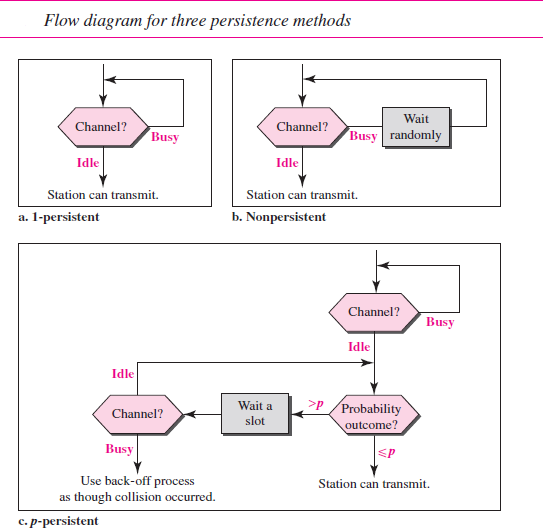 Flow diagram for three persistence methods
Channel?
Busy
Idle
Station can transmit.
a. 1-persistent
Channel?
Busy
Wait
randomly
Idle
Station can transmit.
b. Nonpersistent
Channel?
Busy
Idle
Idle
Channel?
Wait a
slot
>p
Probability
outcome?
Busy
⩽p
Use back-off process
as though collision occurred.
Station can transmit.
c. p-persistent